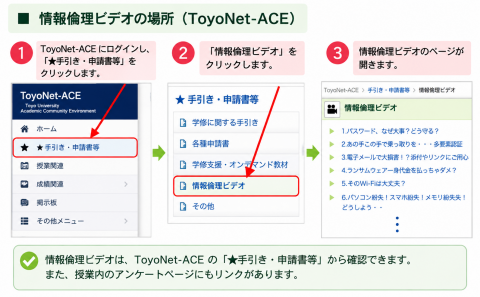 ■ 情報倫理ビデオの場所（ToyoNet-ACE）
1
ToyoNet-ACE にログインし、
「★手引き・申請書等」を
クリックします。
ToyoNet-ACE
Toyo University
Academic Community Environment
ホーム
★ ★ 手引き・申請書等
授業関連
成績関連 >
掲示板
その他メニュー >
2
「情報倫理ビデオ」を
クリックします。
★ 手引き・申請書等
学修に関する手引き
各種申請書
学修支援・オンデマンド教材
情報倫理ビデオ
その他
3
情報倫理ビデオのページが
開きます。
ToyoNet-ACE > 手引き・申請書等 > 情報倫理ビデオ
情報倫理ビデオ
1.パスワード、なぜ大事？どう守る？
2.あの手この手で乗っ取りを・・・多要素認証
3.電子メールで大損害！？添付やリンクにご用心
4.ランサムウェアー身代金を払っちゃダメ？
5.そのWi-Fiは大丈夫？
6.パソコン紛失！スマホ紛失！メモリ紛失失！
どうしよう・・
情報倫理ビデオは、ToyoNet-ACE の「★手引き・申請書等」から確認できます。
また、授業内のアンケートページにもリンクがあります。